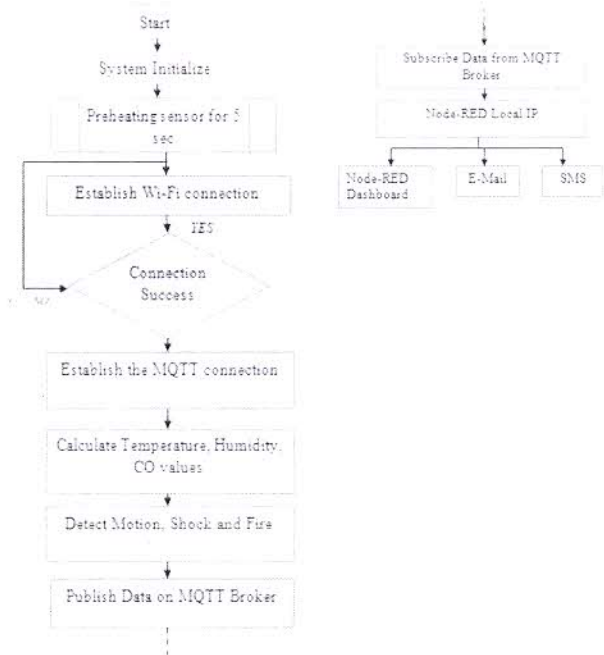 Start
System Initialize
Preheating sensor for 5
sec
Establish Wi-Fi connection
YES
Connection
Success
NO
Establish the MQTT connection
Calculate Temperature, Humidity,
CO values
Detect Motion, Shock and Fire
Publish Data on MQTT Broker
Subscribe Data from MQTT
Broker
Node-RED Local IP
Node-RED
Dashboard
E-Mail
SMS